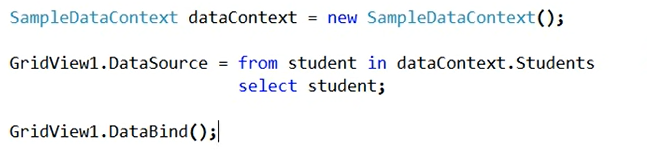 SampleDataContext dataContext = new SampleDataContext();
GridView1.DataSource = from student in dataContext.Students
select student;
GridView1.DataBind();